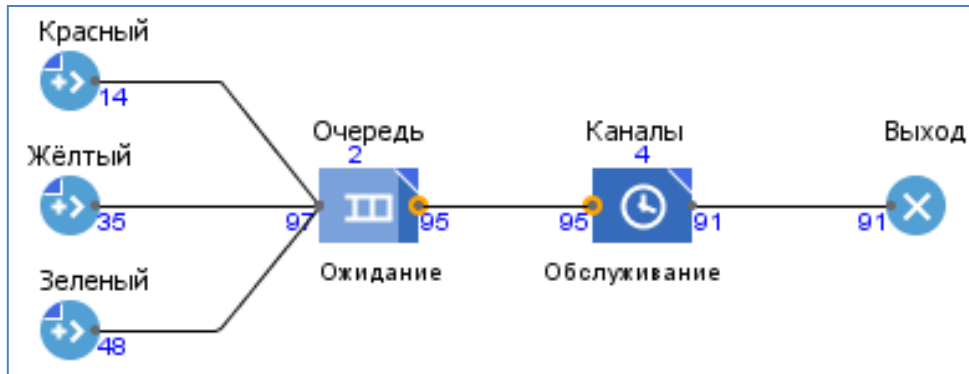 Красный
14
Очередь
Каналы
Выход
2
4
Жёлтый
35
97
95
95
91
91
Ожидание
Обслуживание
Зеленый
48